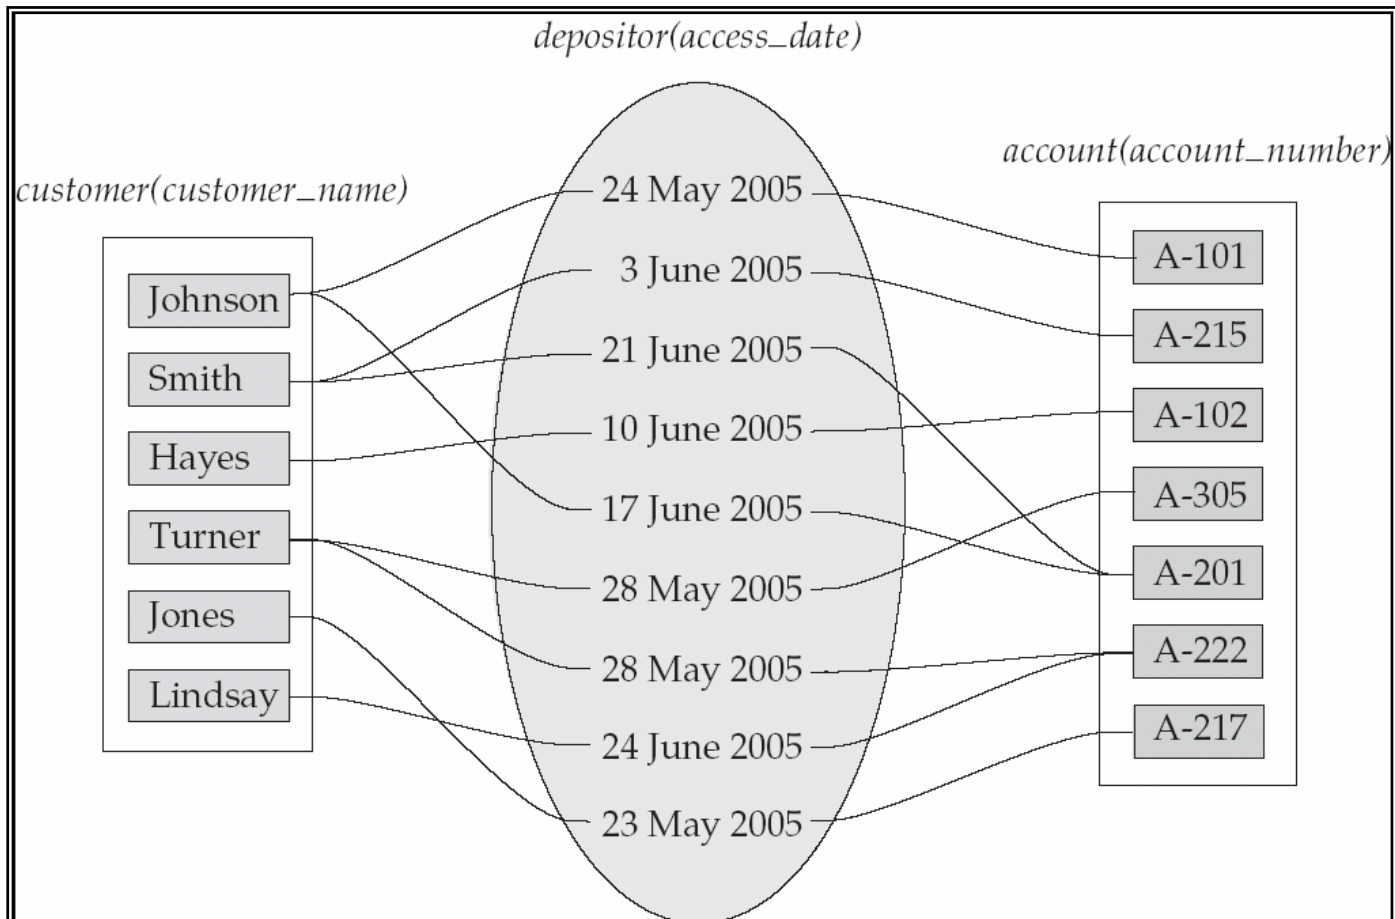 depositor(access_date)
customer(customer_name)
account(account_number)
Johnson
Smith
Hayes
Turner
Jones
Lindsay
24 May 2005
3 June 2005
21 June 2005
10 June 2005
17 June 2005
28 May 2005
28 May 2005
24 June 2005
23 May 2005
A-101
A-215
A-102
A-305
A-201
A-222
A-217